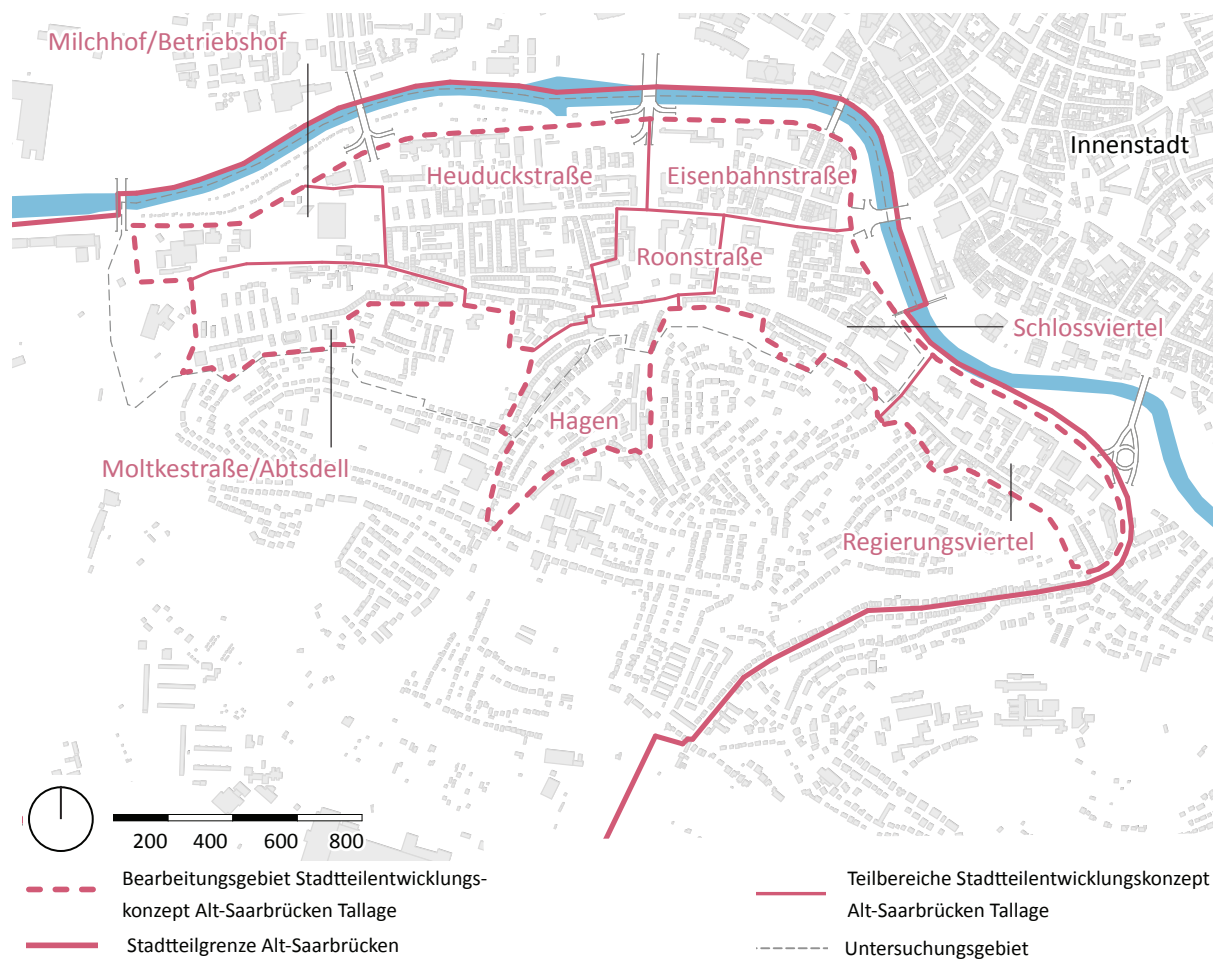 Milchhof/Betriebshof
Innenstadt
Heuduckstraße
Eisenbahnstraße
Roonstraße
Schlossviertel
Hagen
Moltkestraße/Abtsdell
Regierungsviertel
200 400 600 800
Bearbeitungsgebiet Stadtteilentwicklungs-
konzept Alt-Saarbrücken Tallage
Stadtteilgrenze Alt-Saarbrücken
Teilbereiche Stadtteilentwicklungskonzept
Alt-Saarbrücken Tallage
Untersuchungsgebiet